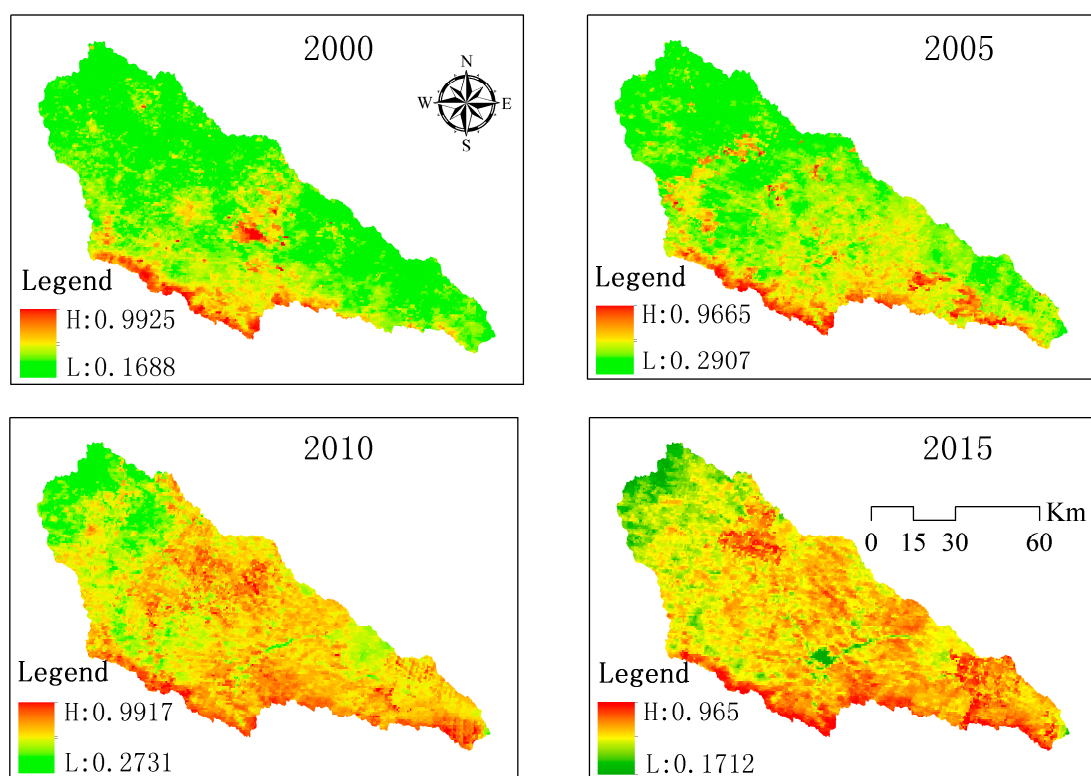 2000
N
W E
S
Legend
H:0.9925
L:0.1688
2005
Legend
H:0.9665
L:0.2907
2010
Legend
H:0.9917
L:0.2731
2015
Km
0 15 30 60
Legend
H:0.965
L:0.1712